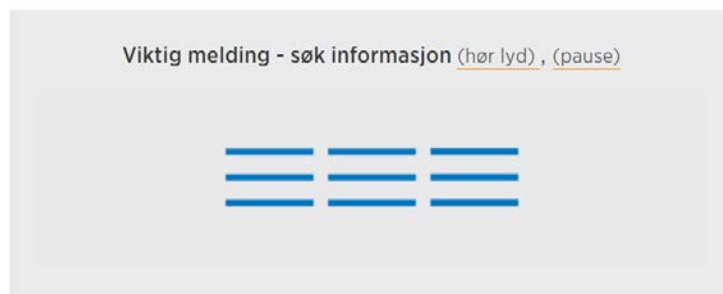 Viktig melding - søk informasjon (hør lyd) , (pause)